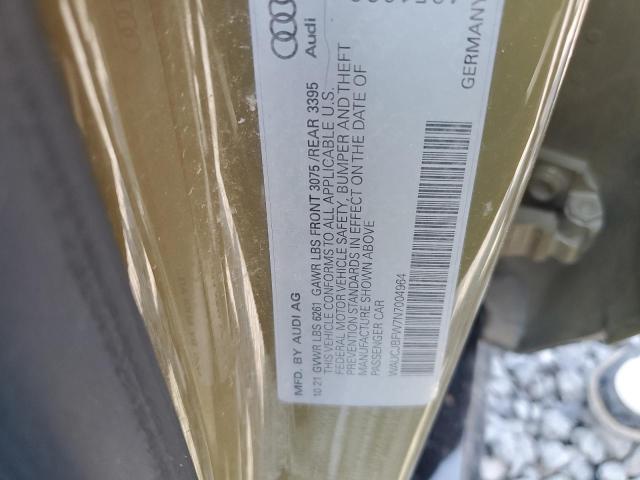 Audi
GERMANY
MFD. BY AUDI AG
10 21 GVWR LBS 6261 GAWR LBS FRONT 3075 /REAR 3395
THIS VEHICLE CONFORMS TO ALL APPLICABLE U.S.
FEDERAL MOTOR VEHICLE SAFETY, BUMPER AND THEFT
PREVENTION STANDARDS IN EFFECT ON THE DATE OF
MANUFACTURE SHOWN ABOVE
PASSENGER CAR
WAUCJBFW7N7004964